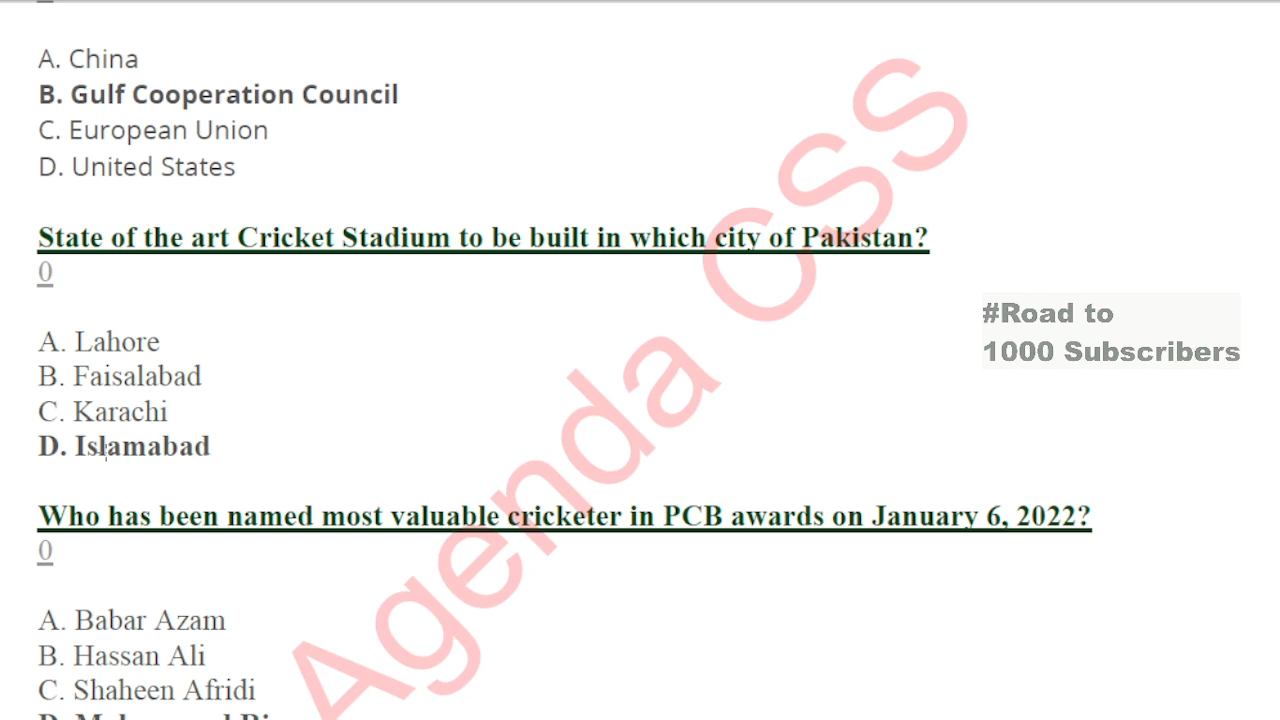 A. China
B. Gulf Cooperation Council
C. European Union
D. United States
State of the art Cricket Stadium to be built in which city of Pakistan?
0
#Road to
1000 Subscribers
A. Lahore
B. Faisalabad
C. Karachi
D. Islamabad
Who has been named most valuable cricketer in PCB awards on January 6, 2022?
0
A. Babar Azam
B. Hassan Ali
C. Shaheen Afridi
Agenda CSS